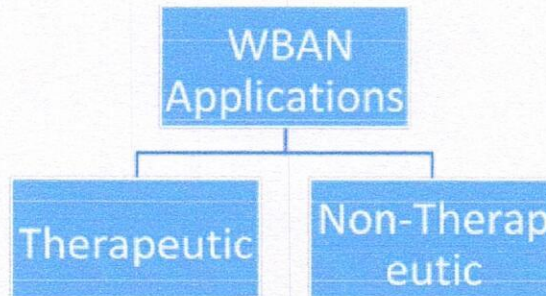 WBAN
Applications
Therapeutic
Non-Therap
eutic